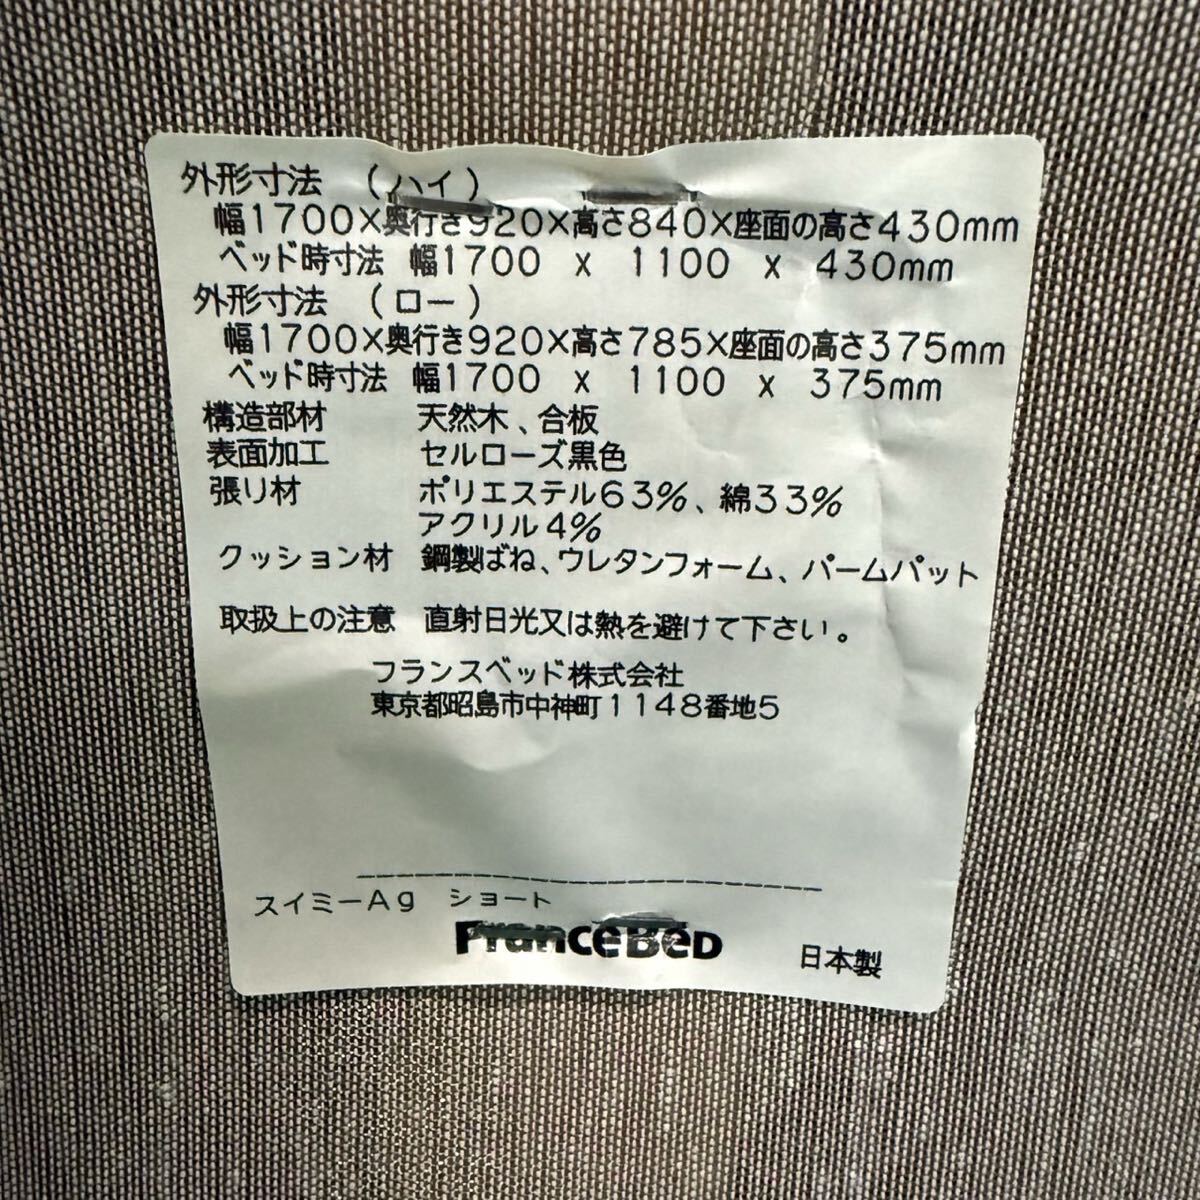 外形寸法　（ハイ）
幅1700×奥行き920×高さ840×座面の高さ430mm
ベッド時寸法　幅1700　x　1100　x　430mm
外形寸法　（ロー）
幅1700×奥行き920×高さ785×座面の高さ375mm
ベッド時寸法　幅1700　x　1100　x　375mm
構造部材　天然木、合板
表面加工　セルローズ黒色
張り材　ポリエステル63%、綿33%
アクリル4%
クッション材　鋼製ばね、ウレタンフォーム、パームパット
取扱上の注意　直射日光又は熱を避けて下さい。
フランスベッド株式会社
東京都昭島市中神町1148番地5
スイミーAg　ショート
FranceBeD
日本製